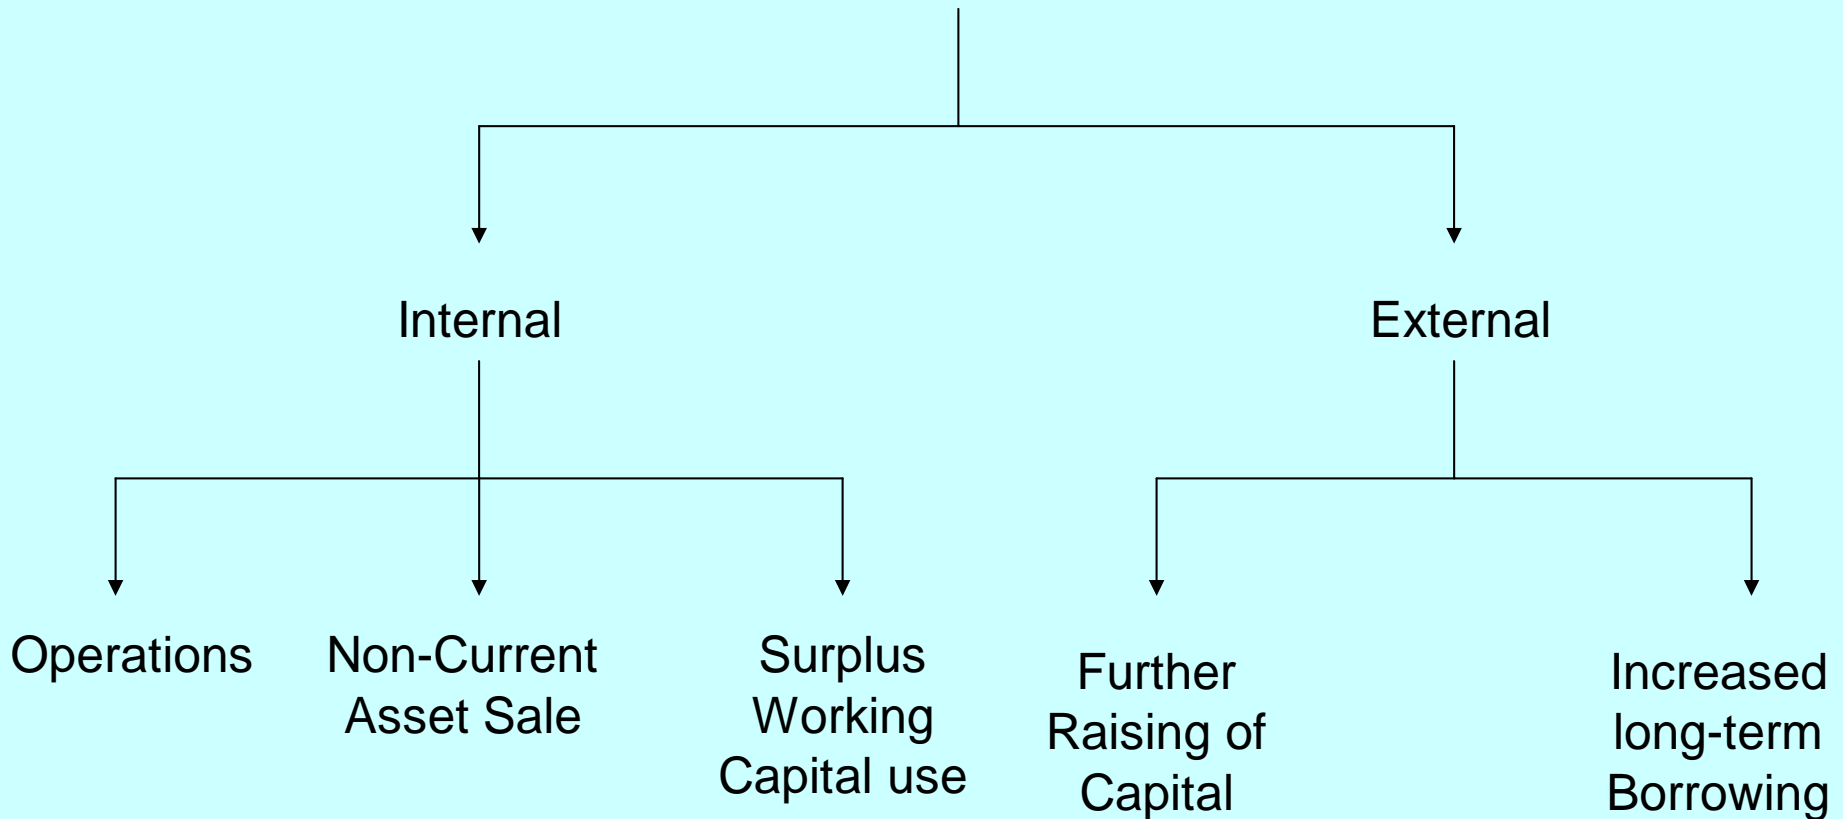 Internal
External
Operations
Non-Current
Asset Sale
Surplus
Working
Capital use
Further
Raising of
Capital
Increased
long-term
Borrowing